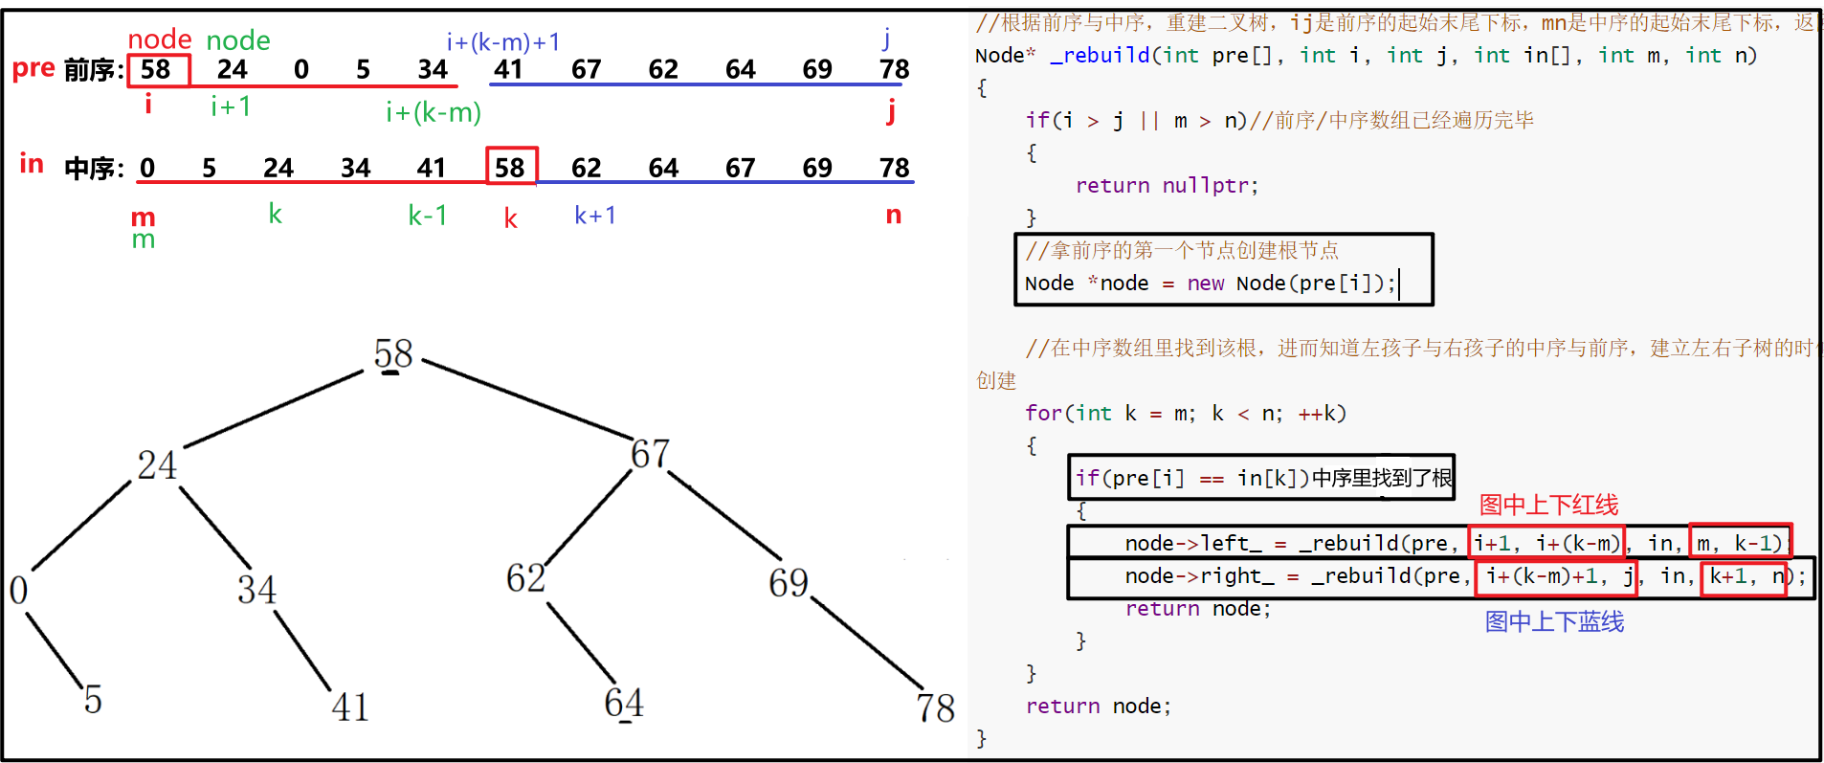 node node i+(k-m)+1 j
pre 前序: 58 24 0 5 34 41 67 62 64 69 78
i i+1 i+(k-m) j
in 中序: 0 5 24 34 41 58 62 64 67 69 78
m k k-1 k k+1 n
m
58
24 67
0 34 62 69
5 41 64 78
//根据前序与中序，重建二叉树，ij是前序的起始末尾下标，mn是中序的起始末尾下标，返
Node* _rebuild(int pre[], int i, int j, int in[], int m, int n)
{
if(i > j || m > n)//前序/中序数组已经遍历完毕
{
return nullptr;
}
//拿前序的第一个节点创建根节点
Node *node = new Node(pre[i]);
//在中序数组里找到该根，进而知道左孩子与右孩子的中序与前序，建立左右子树的时
创建
for(int k = m; k < n; ++k)
{
if(pre[i] == in[k])中序里找到了根
图中上下红线
{
node->left_ = _rebuild(pre, i+1, i+(k-m), in, m, k-1);
node->right_ = _rebuild(pre, i+(k-m)+1, j, in, k+1, n);
return node;
图中上下蓝线
}
}
return node;
}